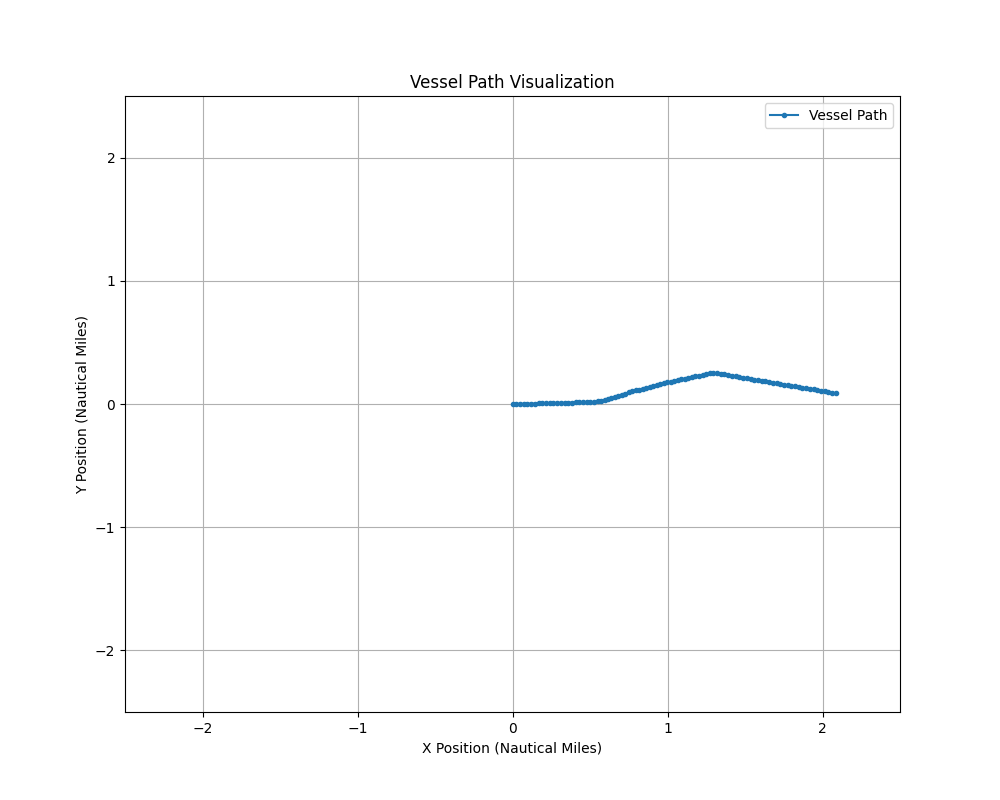 Vessel Path Visualization
Vessel Path
2
1
0
−1
−2
Y Position (Nautical Miles)
−2
−1
0
1
2
X Position (Nautical Miles)